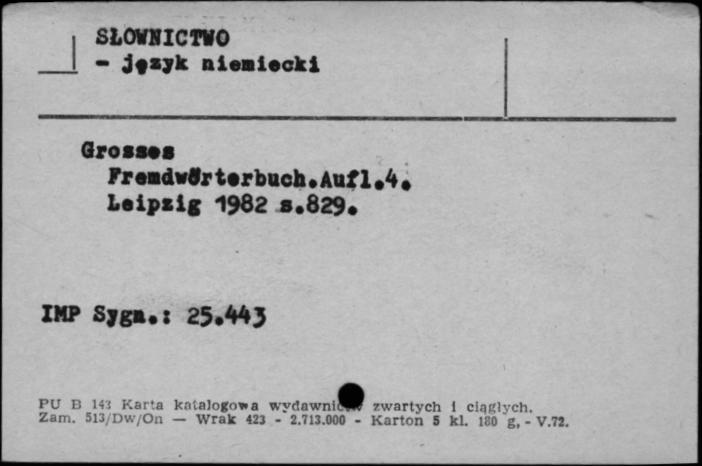 SŁOWNICTWO
- język niemiecki
Grosses
Fremdwörterbuch.Aufl.4.
Leipzig 1982 s.829.
IMP Sygn.: 25.443
PU B 143 Karta katalogowa zwartych i ciągłych.
Zam. 513/Dw/On — Wrak 423 - 2.713.000 - Karton 5 kl. 180 g, - V.72.